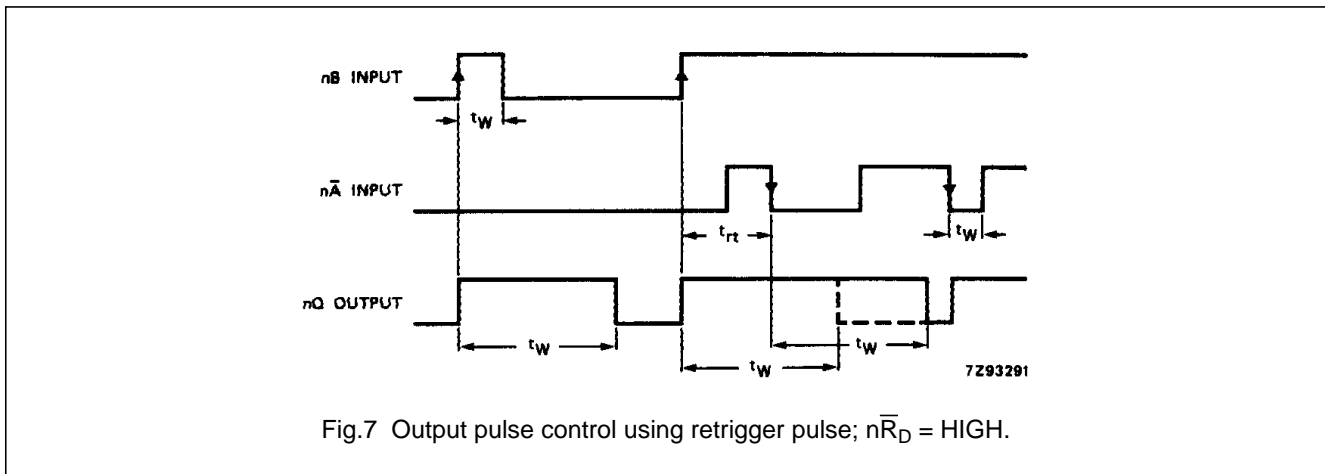 nB INPUT
tW
nA̅ INPUT
trt
tW
nQ OUTPUT
tW
tW
tW
7Z93291
Fig.7 Output pulse control using retrigger pulse; nR̅D = HIGH.